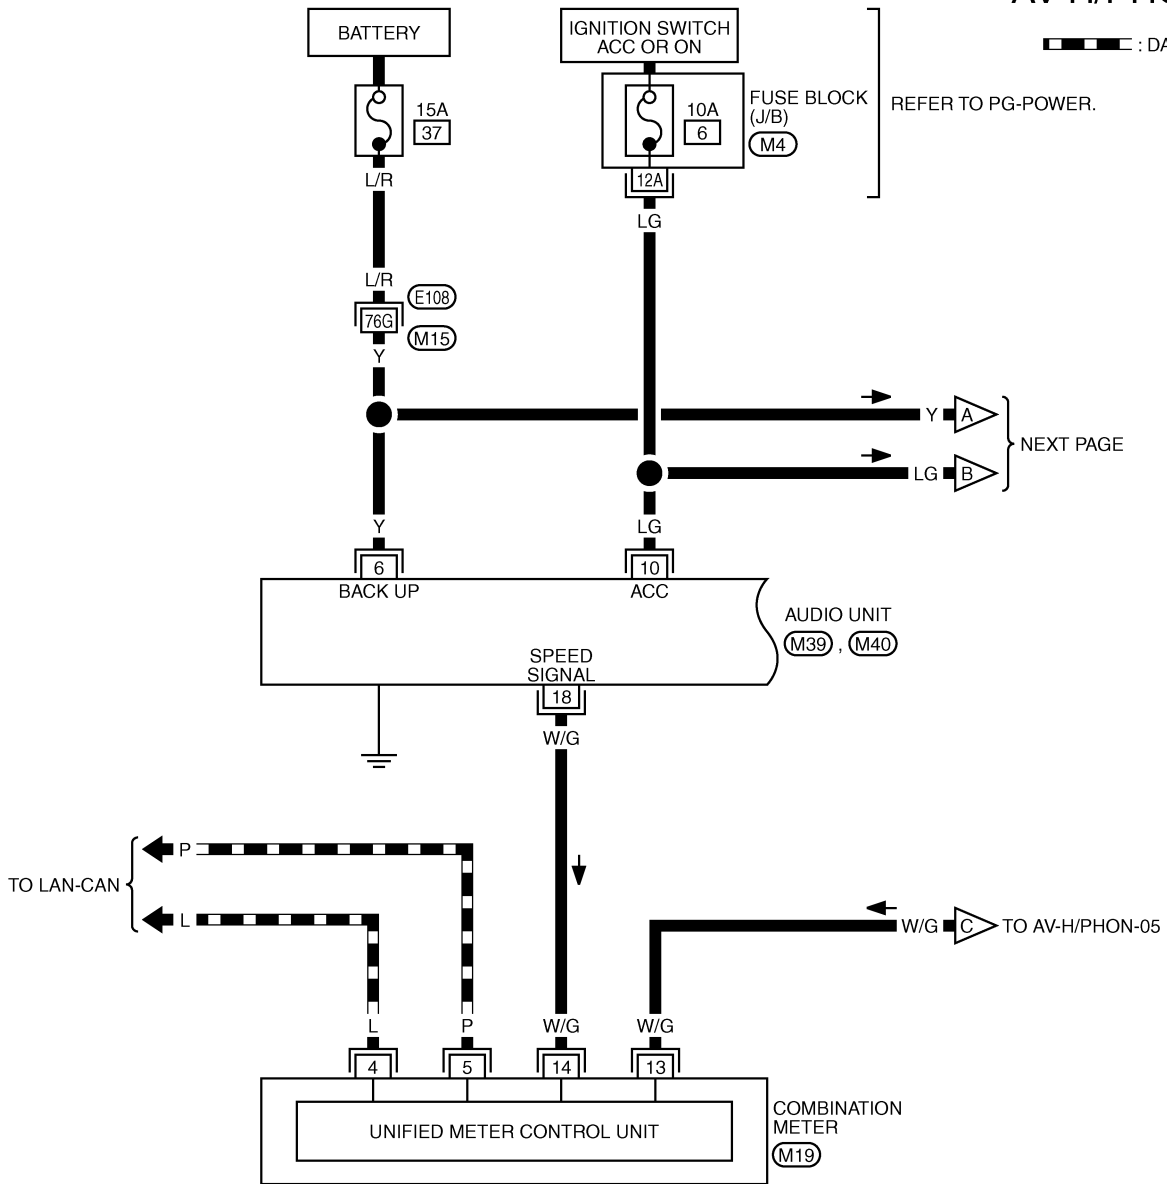 BATTERY
IGNITION SWITCH
ACC OR ON
: DA
15A
37
10A
6
FUSE BLOCK
(J/B)
M4
REFER TO PG-POWER.
L/R
12A
LG
L/R
E108
76G
M15
Y
Y
A
NEXT PAGE
LG
B
Y
LG
6
10
BACK UP
ACC
AUDIO UNIT
M39 , M40
SPEED
SIGNAL
18
W/G
P
TO LAN-CAN
L
W/G
C
TO AV-H/PHON-05
L
P
W/G
W/G
4
5
14
13
COMBINATION
METER
UNIFIED METER CONTROL UNIT
M19